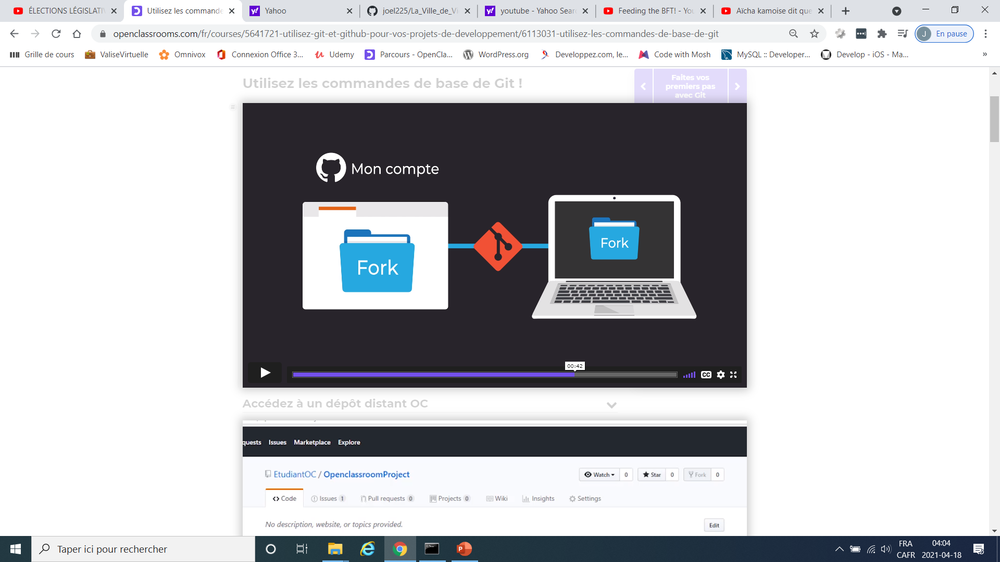 ÉLECTIONS LÉGISLATIV
Utilisez les commande
Yahoo
joel225/La_Ville_de_Vi
youtube - Yahoo Sear
Feeding the BFT! - You
Aïcha kamoise dit que
openclassrooms.com/fr/courses/5641721-utilisez-git-et-github-pour-vos-projets-de-developpement/6113031-utilisez-les-commandes-de-base-de-git
J En pause
Grille de cours
ValiseVirtuelle
Omnivox
Connexion Office 3...
Udemy
Parcours - OpenCla...
WordPress.org
Developpez.com, le...
Code with Mosh
MySQL :: Developer...
Develop - iOS - Ma...
»
Utilisez les commandes de base de Git !
Faites vos
premiers pas
avec Git
#
Mon compte
Fork
Fork
00:42
CC
Accédez à un dépôt distant OC
quests Issues Marketplace Explore
EtudiantOC / OpenclassroomProject
Watch 0 Star 0 Fork 0
Code Issues 1 Pull requests 0 Projects 0 Wiki Insights Settings
No description, website, or topics provided.
Edit
Taper ici pour rechercher
FRA
CAFR
04:04
2021-04-18